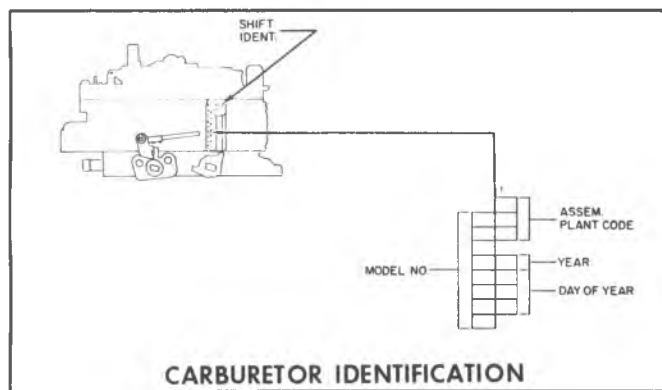 SHIFT
IDENT.
ASSEM.
PLANT CODE
YEAR
MODEL NO.
DAY OF YEAR
CARBURETOR IDENTIFICATION